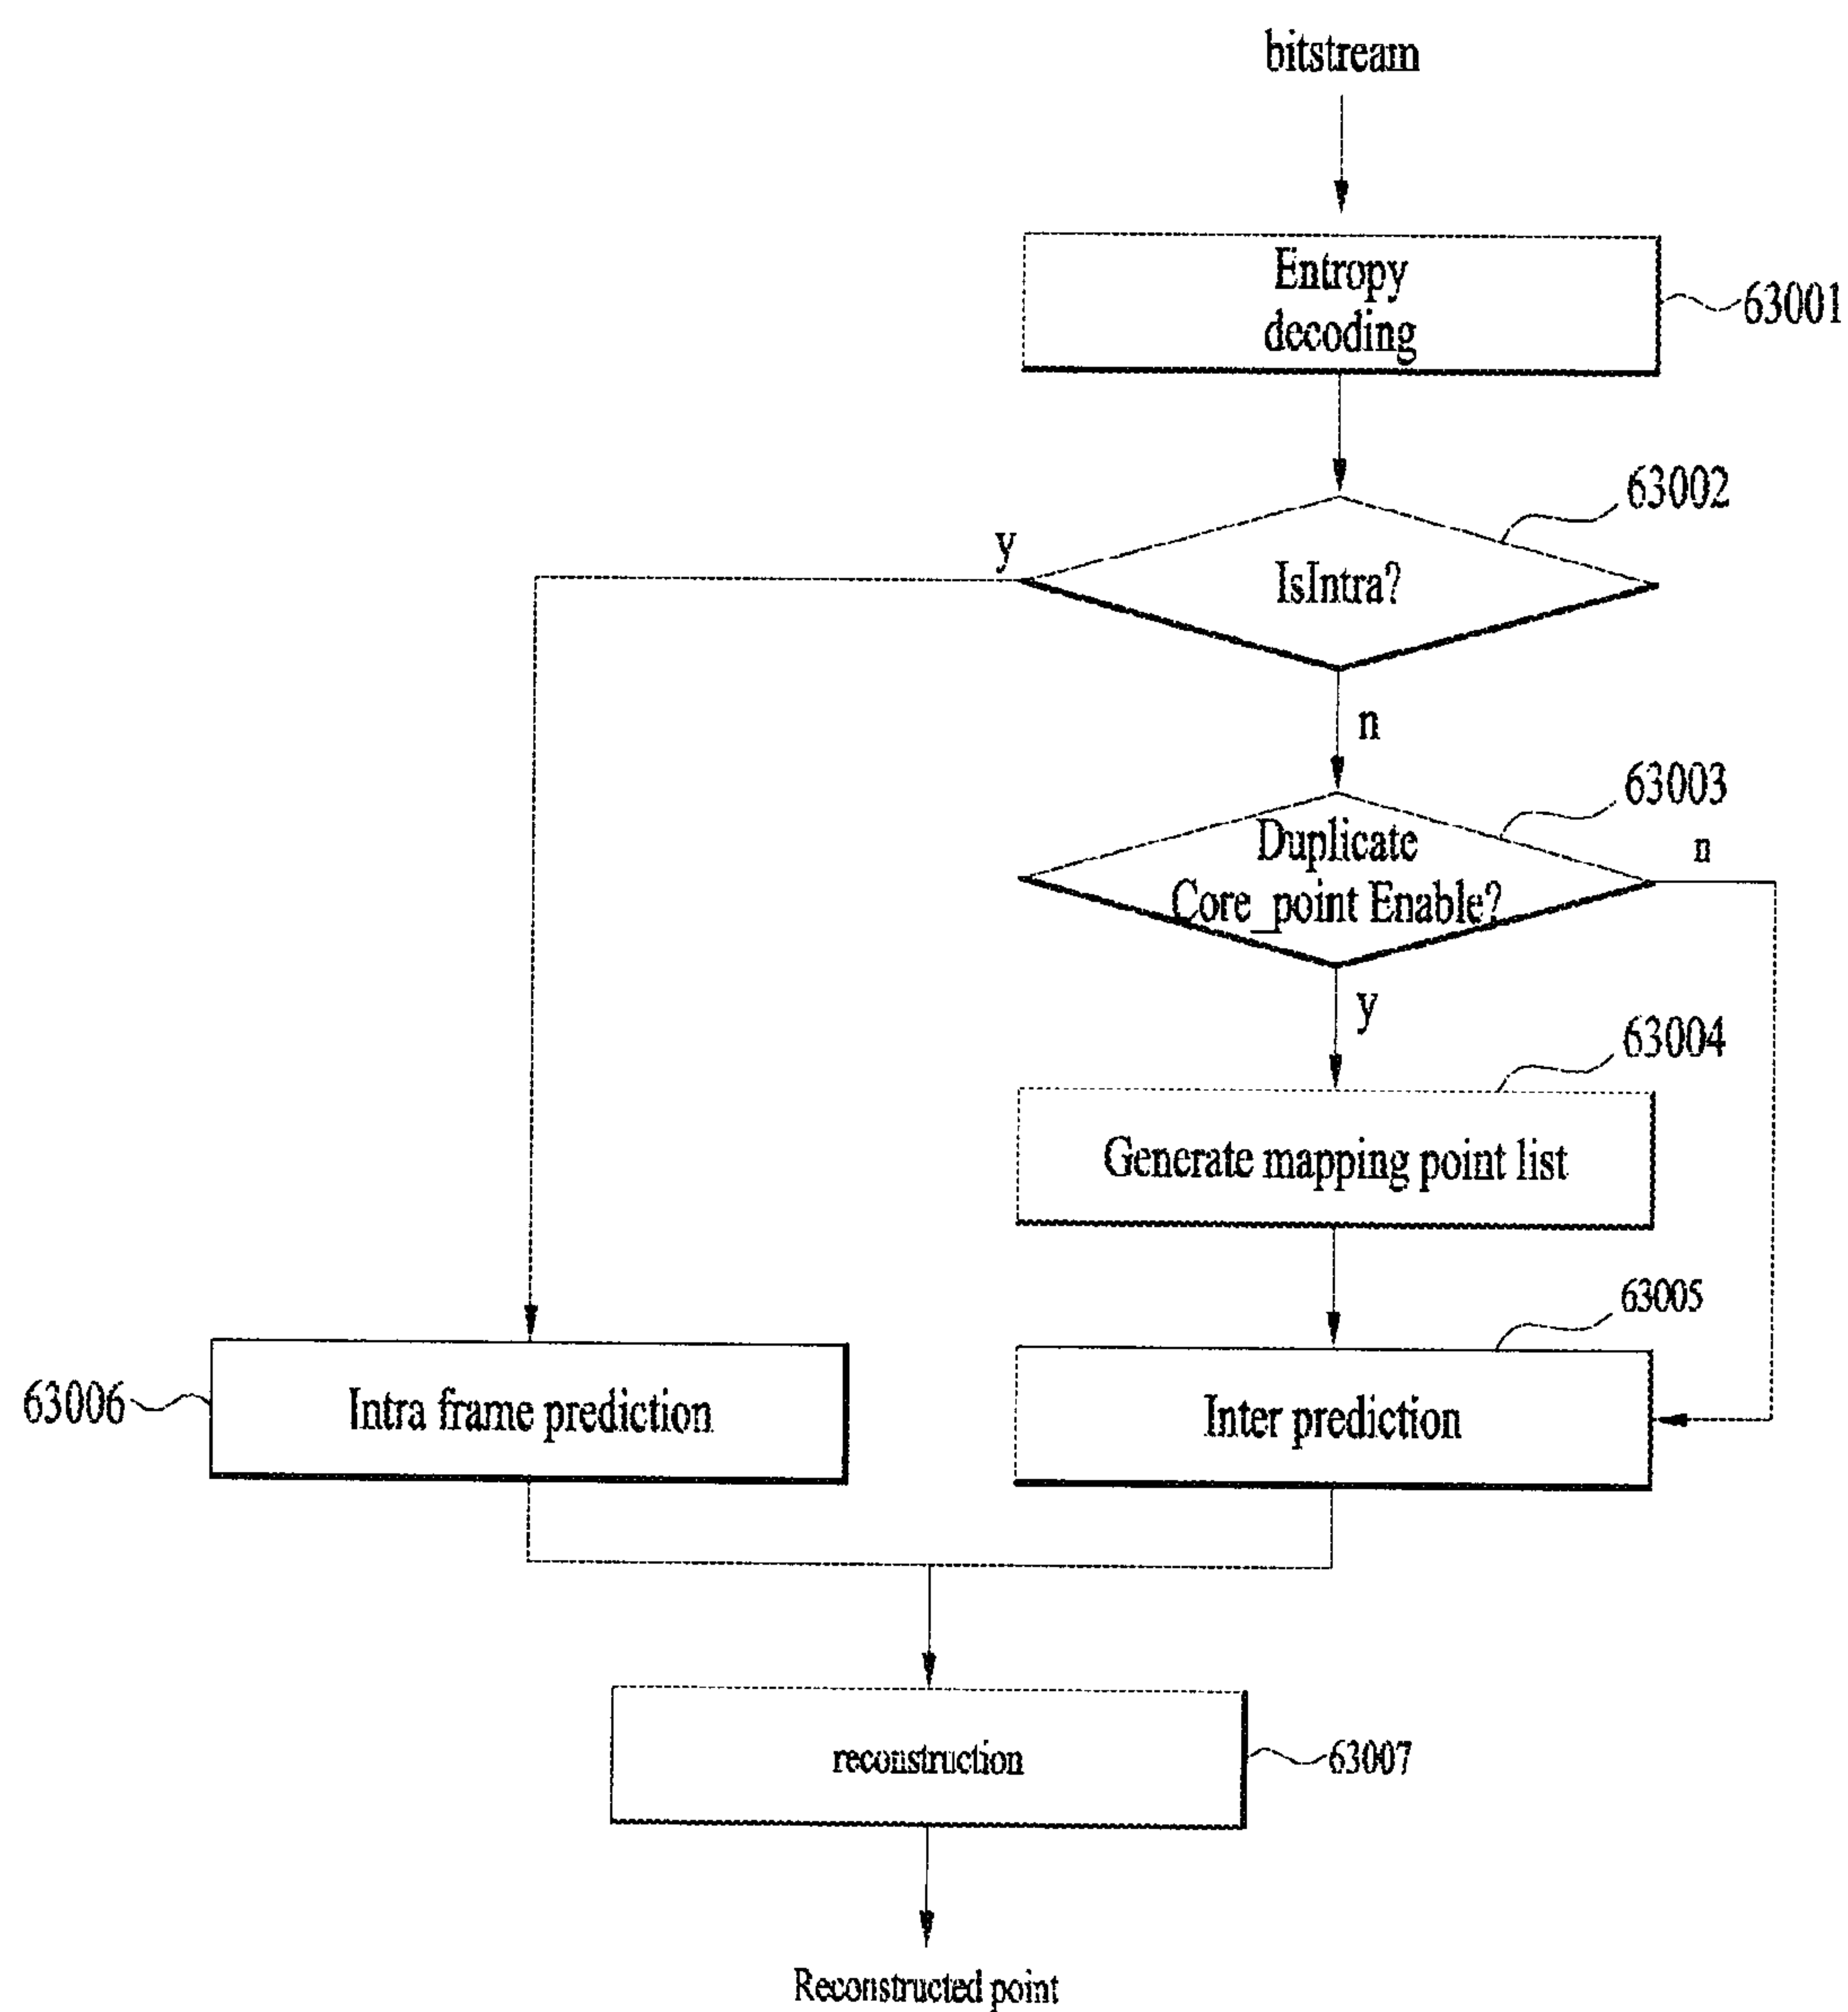 bitstream
Entropy
decoding
63001
63002
y
IsIntra?
n
63003
Duplicate
n
Core_point Enable?
y
63004
Generate mapping point list
63005
63006
Intra frame prediction
Inter prediction
reconstruction
63007
Reconstructed point